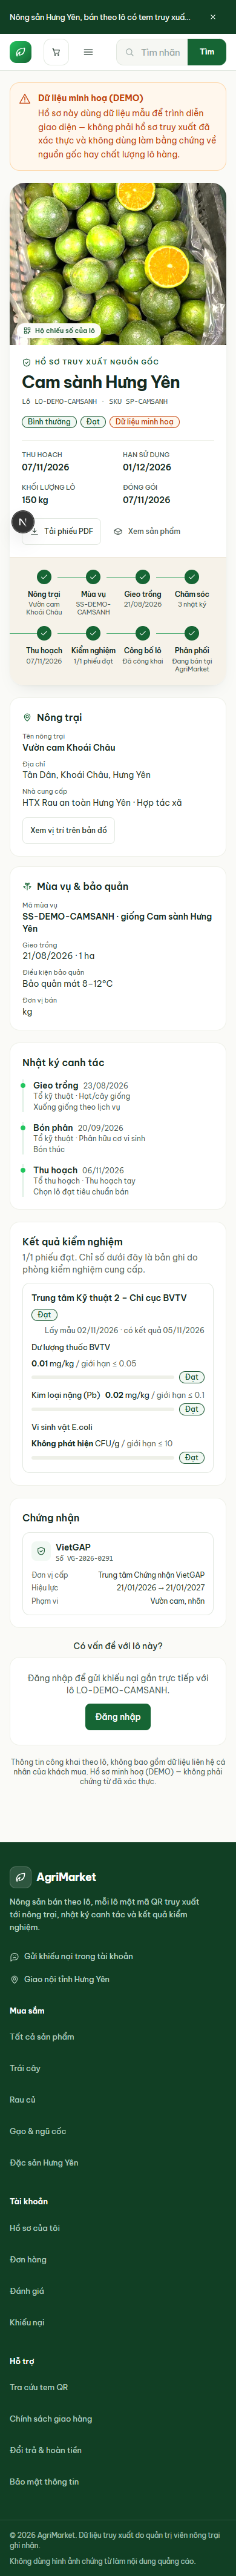 Nông sản Hưng Yên, bán theo lô có tem truy xuấ...
Tìm nhãn
Tìm
Dữ liệu minh hoạ (DEMO)
Hồ sơ này dùng dữ liệu mẫu để trình diễn
giao diện — không phải hồ sơ truy xuất đã
xác thực và không dùng làm bằng chứng về
nguồn gốc hay chất lượng lô hàng.
Hộ chiếu số của lô
HỒ SƠ TRUY XUẤT NGUỒN GỐC
Cam sành Hưng Yên
Lô LO-DEMO-CAMSANH · SKU SP-CAMSANH
Bình thường
Đạt
Dữ liệu minh hoạ
THU HOẠCH
HẠN SỬ DỤNG
07/11/2026
01/12/2026
KHỐI LƯỢNG LÔ
ĐÓNG GÓI
150 kg
07/11/2026
N
Tải phiếu PDF
Xem sản phẩm
Nông trại
Mùa vụ
Gieo trồng
Chăm sóc
Vườn cam
Khoái Châu
SS-DEMO-
CAMSANH
21/08/2026
3 nhật ký
Thu hoạch
Kiểm nghiệm
Công bố lô
Phân phối
07/11/2026
1/1 phiếu đạt
Đã công khai
Đang bán tại
AgriMarket
Nông trại
Tên nông trại
Vườn cam Khoái Châu
Địa chỉ
Tân Dân, Khoái Châu, Hưng Yên
Nhà cung cấp
HTX Rau an toàn Hưng Yên · Hợp tác xã
Xem vị trí trên bản đồ
Mùa vụ & bảo quản
Mã mùa vụ
SS-DEMO-CAMSANH · giống Cam sành Hưng
Yên
Gieo trồng
21/08/2026 · 1 ha
Điều kiện bảo quản
Bảo quản mát 8–12°C
Đơn vị bán
kg
Nhật ký canh tác
Gieo trồng 23/08/2026
Tổ kỹ thuật · Hạt/cây giống
Xuống giống theo lịch vụ
Bón phân 20/09/2026
Tổ kỹ thuật · Phân hữu cơ vi sinh
Bón thúc
Thu hoạch 06/11/2026
Tổ thu hoạch · Thu hoạch tay
Chọn lô đạt tiêu chuẩn bán
Kết quả kiểm nghiệm
1/1 phiếu đạt. Chỉ số dưới đây là bản ghi do
phòng kiểm nghiệm cung cấp.
Trung tâm Kỹ thuật 2 – Chi cục BVTV
Đạt
Lấy mẫu 02/11/2026 · có kết quả 05/11/2026
Dư lượng thuốc BVTV
0.01 mg/kg / giới hạn ≤ 0.05
Đạt
Kim loại nặng (Pb) 0.02 mg/kg / giới hạn ≤ 0.1
Đạt
Vi sinh vật E.coli
Không phát hiện CFU/g / giới hạn ≤ 10
Đạt
Chứng nhận
VietGAP
Số VG-2026-0291
Đơn vị cấp
Trung tâm Chứng nhận VietGAP
Hiệu lực
21/01/2026 → 21/01/2027
Phạm vi
Vườn cam, nhãn
Có vấn đề với lô này?
Đăng nhập để gửi khiếu nại gắn trực tiếp với
lô LO-DEMO-CAMSANH.
Đăng nhập
Thông tin công khai theo lô, không bao gồm dữ liệu liên hệ cá
nhân của khách mua. Hồ sơ minh hoạ (DEMO) — không phải
chứng từ đã xác thực.
AgriMarket
Nông sản bán theo lô, mỗi lô một mã QR truy xuất
tới nông trại, nhật ký canh tác và kết quả kiểm
nghiệm.
Gửi khiếu nại trong tài khoản
Giao nội tỉnh Hưng Yên
Mua sắm
Tất cả sản phẩm
Trái cây
Rau củ
Gạo & ngũ cốc
Đặc sản Hưng Yên
Tài khoản
Hồ sơ của tôi
Đơn hàng
Đánh giá
Khiếu nại
Hỗ trợ
Tra cứu tem QR
Chính sách giao hàng
Đổi trả & hoàn tiền
Bảo mật thông tin
© 2026 AgriMarket. Dữ liệu truy xuất do quản trị viên nông trại
ghi nhận.
Không dùng hình ảnh chứng từ làm nội dung quảng cáo.